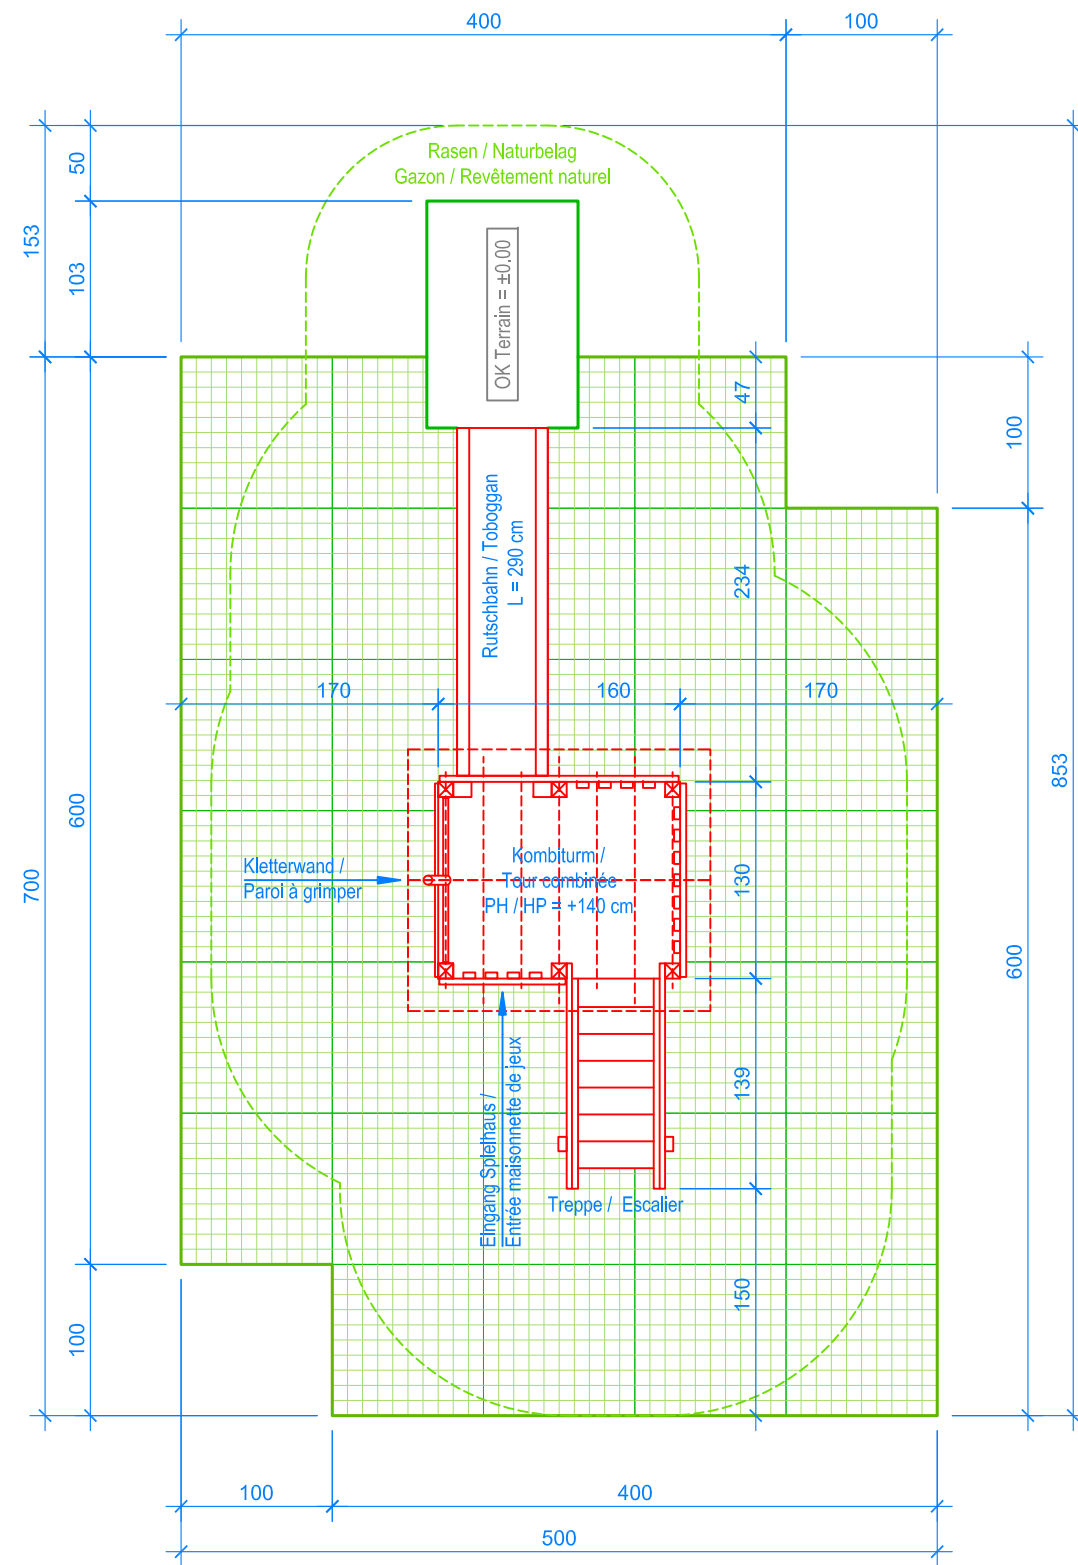 400
100
50
153
103
Rasen / Naturbelag
Gazon / Revêtement naturel
OK Terrain = ±0.00
47
100
234
Rutschbahn / Toboggan
L = 290 cm
170
160
170
853
600
700
Kletterwand /
Paroi à grimper
Kombiturm /
Tour combinée
PH / HP = +140 cm
130
600
139
Eingang Spielhaus /
Entrée maisonnette de jeux
Treppe / Escalier
150
100
100
400
500